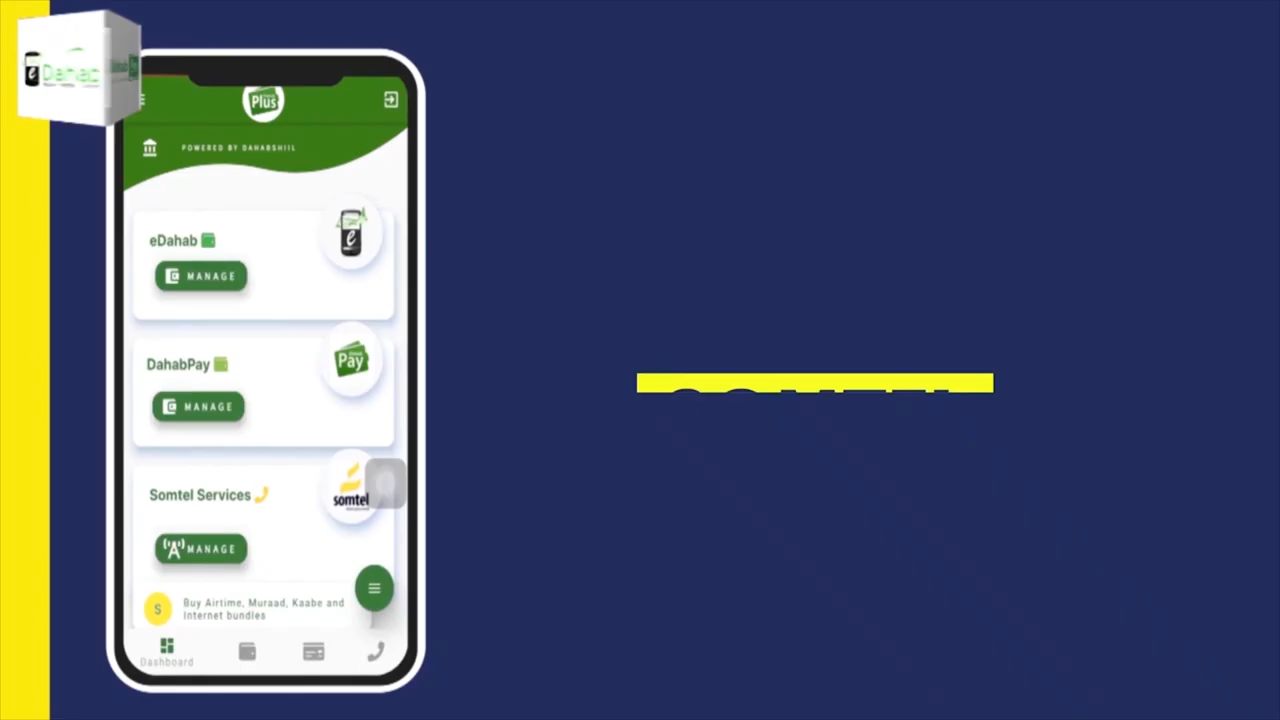 e Dahab
Plus
POWERED BY DAHABSHIIL
eDahab
e
MANAGE
DahabPay
Pay
MANAGE
Somtel Services
somtel
MANAGE
S
Buy Airtime, Muraad, Kaabe and
Internet bundles
Dashboard